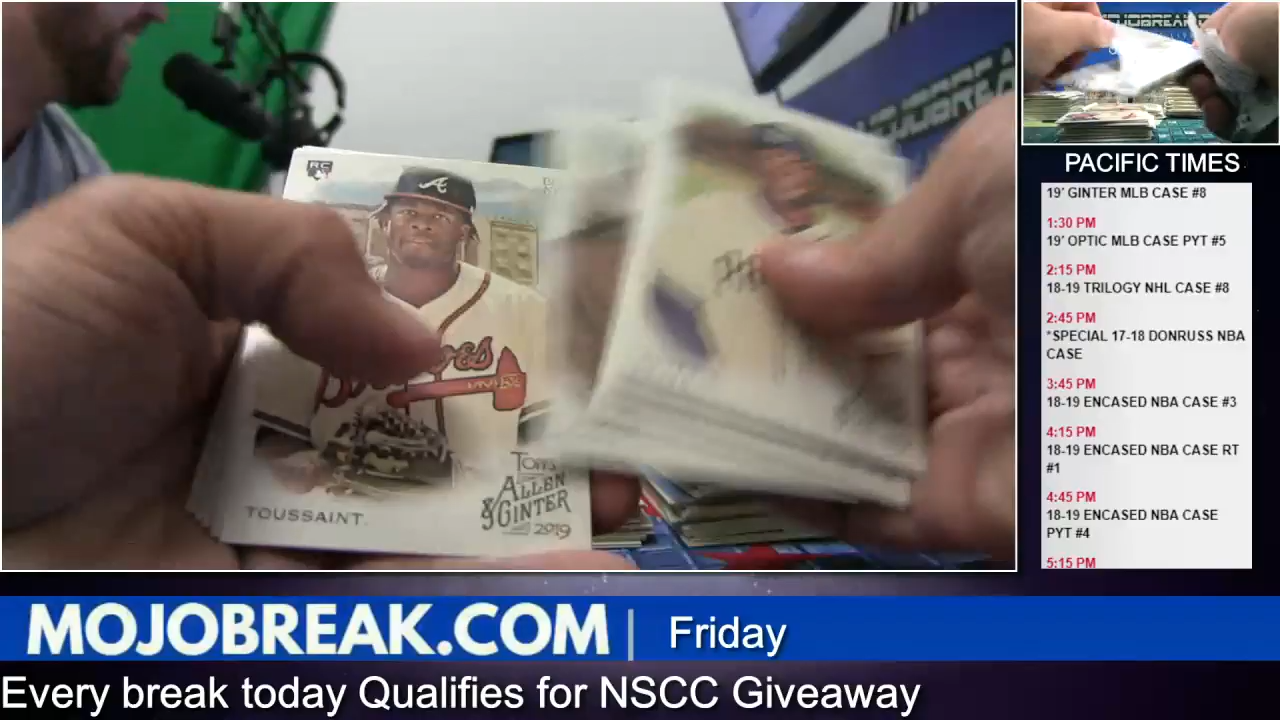 RC
A
Braves
TOUSSAINT
Topps
ALLEN
& GINTER
2019
MOJOBREAK
PACIFIC TIMES
19' GINTER MLB CASE #8
1:30 PM
19' OPTIC MLB CASE PYT #5
2:15 PM
18-19 TRILOGY NHL CASE #8
2:45 PM
*SPECIAL 17-18 DONRUSS NBA
CASE
3:45 PM
18-19 ENCASED NBA CASE #3
4:15 PM
18-19 ENCASED NBA CASE RT
#1
4:45 PM
18-19 ENCASED NBA CASE
PYT #4
5:15 PM
MOJOBREAK.COM | Friday
Every break today Qualifies for NSCC Giveaway